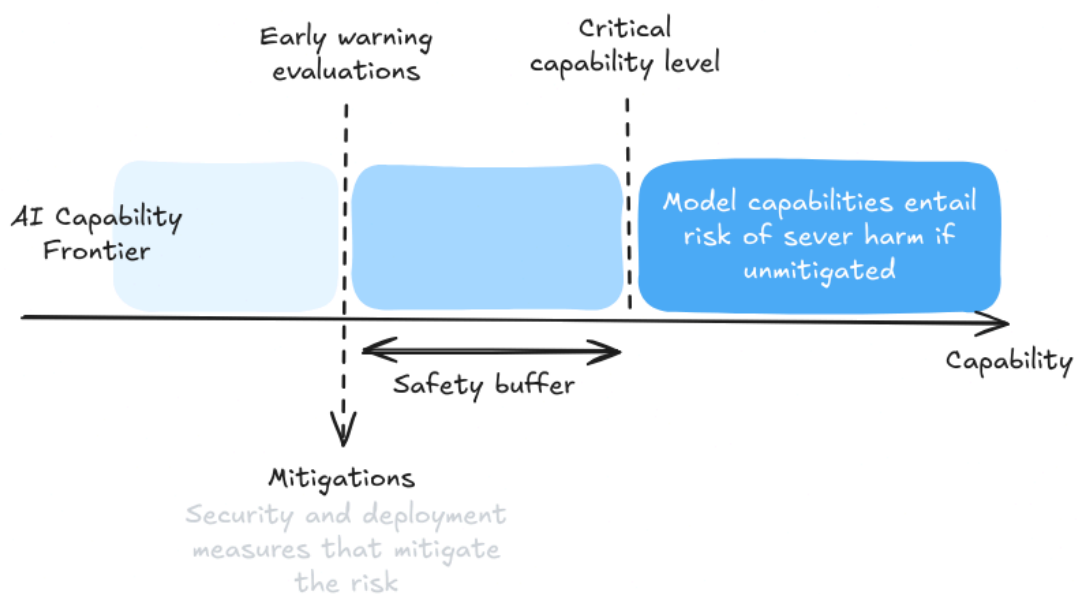 Early warning
evaluations
Critical
capability level
AI Capability
Frontier
Model capabilities entail
risk of sever harm if
unmitigated
Capability
Safety buffer
Mitigations
Security and deployment
measures that mitigate
the risk